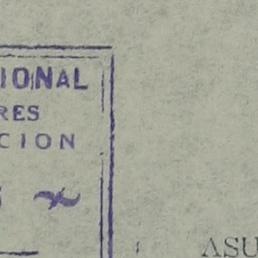 IONAL
RES
CION
ASU